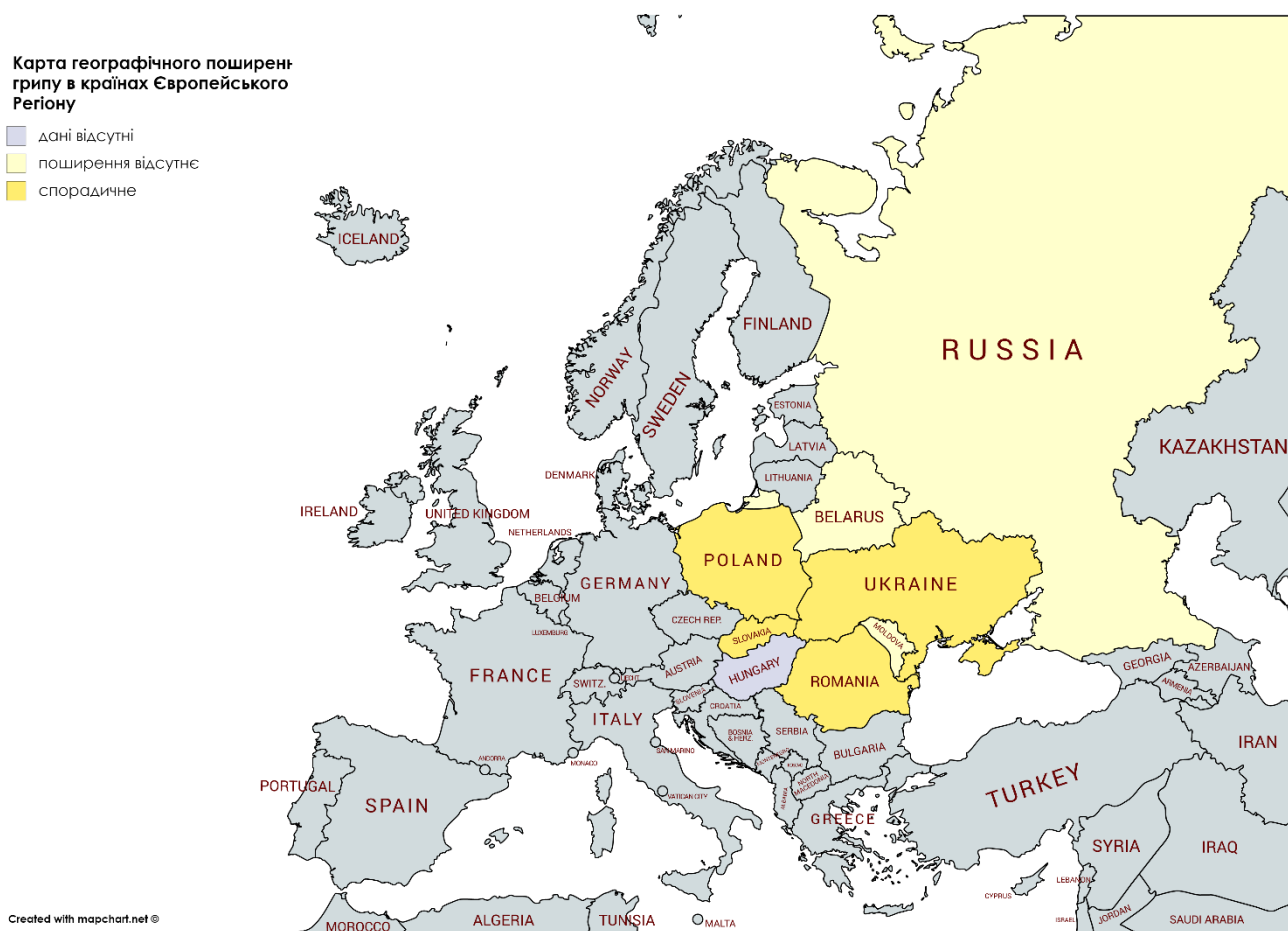 Карта географічного поширенн
грипу в країнах Європейського
Регіону
дані відсутні
поширення відсутнє
спорадичне
ICELAND
FINLAND
NORWAY
SWEDEN
RUSSIA
ESTONIA
LATVIA
LITHUANIA
KAZAKHSTAN
DENMARK
IRELAND
UNITED KINGDOM
NETHERLANDS
BELARUS
POLAND
GERMANY
UKRAINE
BELGIUM
CZECH REP.
LUXEMBURG
SLOVAKIA
MOLDOVA
FRANCE
AUSTRIA
HUNGARY
GEORGIA
AZERBAIJAN
SWITZ.
LECHT.
ROMANIA
ARMENIA
SLOVENIA
CROATIA
ITALY
BOSNIA
& HERZ.
SERBIA
BULGARIA
SAN MARINO
IRAN
ANDORRA
MONACO
MONTENEGRO
KOSOVO
NORTH
MACEDONIA
PORTUGAL
SPAIN
VATICAN CITY
ALBANIA
GREECE
TURKEY
SYRIA
IRAQ
CYPRUS
LEBANON
ISRAEL
JORDAN
SAUDI ARABIA
MOROCCO
ALGERIA
TUNISIA
MALTA
Created with mapchart.net ©